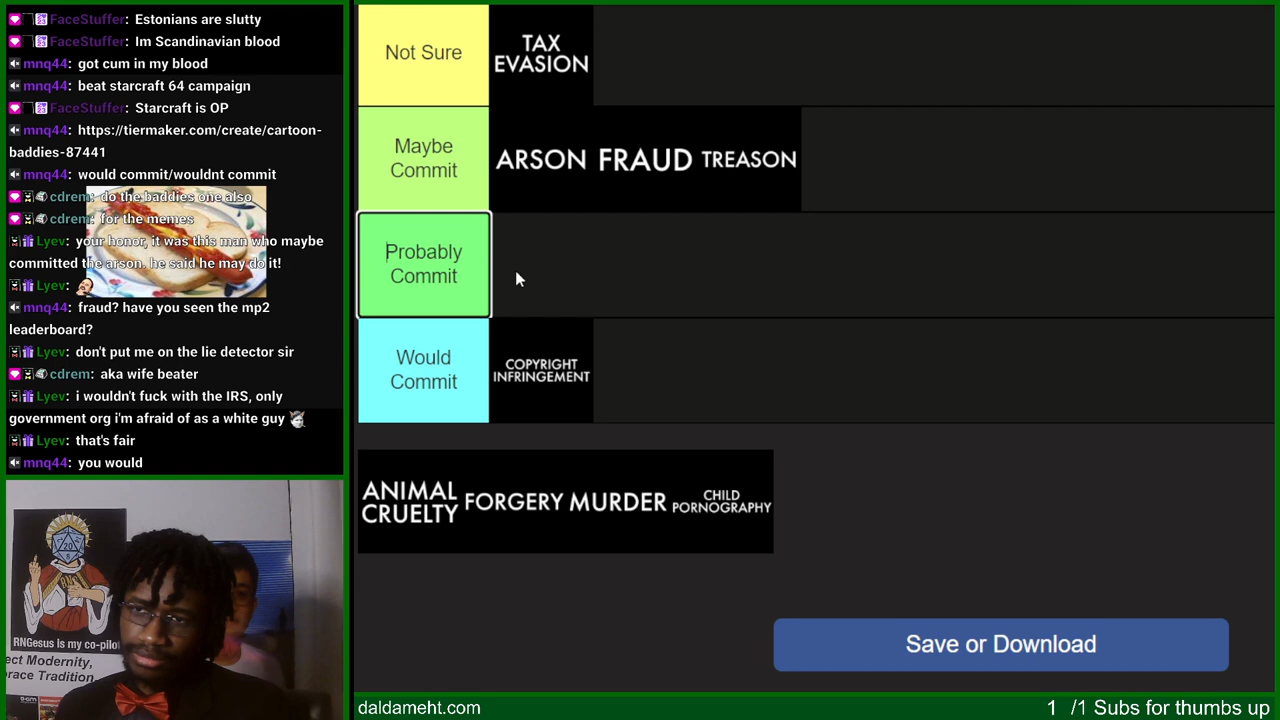 FaceStuffer: Estonians are slutty
FaceStuffer: Im Scandinavian blood
mnq44: got cum in my blood
mnq44: beat starcraft 64 campaign
FaceStuffer: Starcraft is OP
mnq44: https://tiermaker.com/create/cartoon-
baddies-87441
mnq44: would commit/wouldnt commit
cdrem: do the baddies one also
cdrem: for the memes
Lyev: your honor, it was this man who maybe
committed the arson. he said he may do it!
Lyev:
mnq44: fraud? have you seen the mp2
leaderboard?
Lyev: don't put me on the lie detector sir
cdrem: aka wife beater
Lyev: i wouldn't fuck with the IRS, only
government org i'm afraid of as a white guy
Lyev: that's fair
mnq44: you would
20
RNGesus is my co-pilo
ect Modernity,
brace Tradition
Not Sure
TAX
EVASION
Maybe
Commit
ARSON FRAUD TREASON
Probably
Commit
Would
Commit
COPYRIGHT
INFRINGEMENT
ANIMAL
CRUELTY
FORGERY
MURDER
CHILD
PORNOGRAPHY
Save or Download
daldameht.com
1 /1 Subs for thumbs up